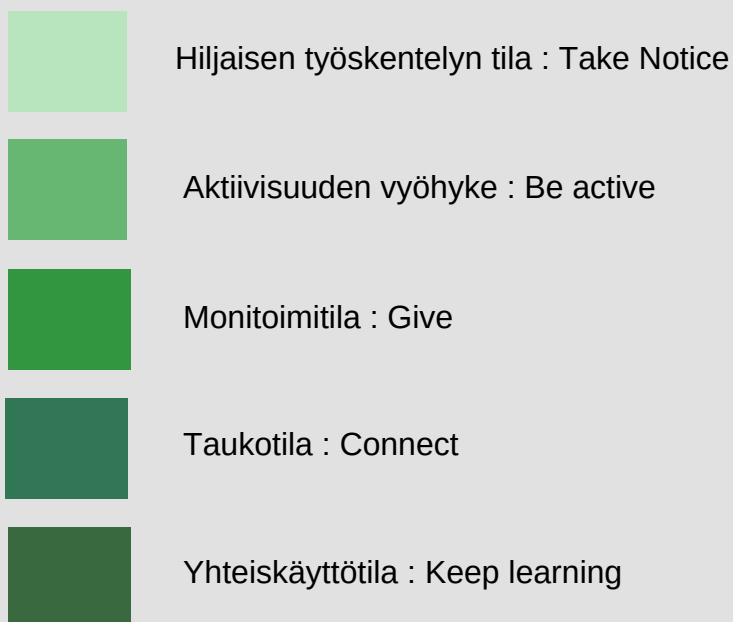 Hiljaisen työskentelyn tila : Take Notice
Aktiivisuuden vyöhyke : Be active
Monitoimitila : Give
Taukotila : Connect
Yhteiskäyttötila : Keep learning